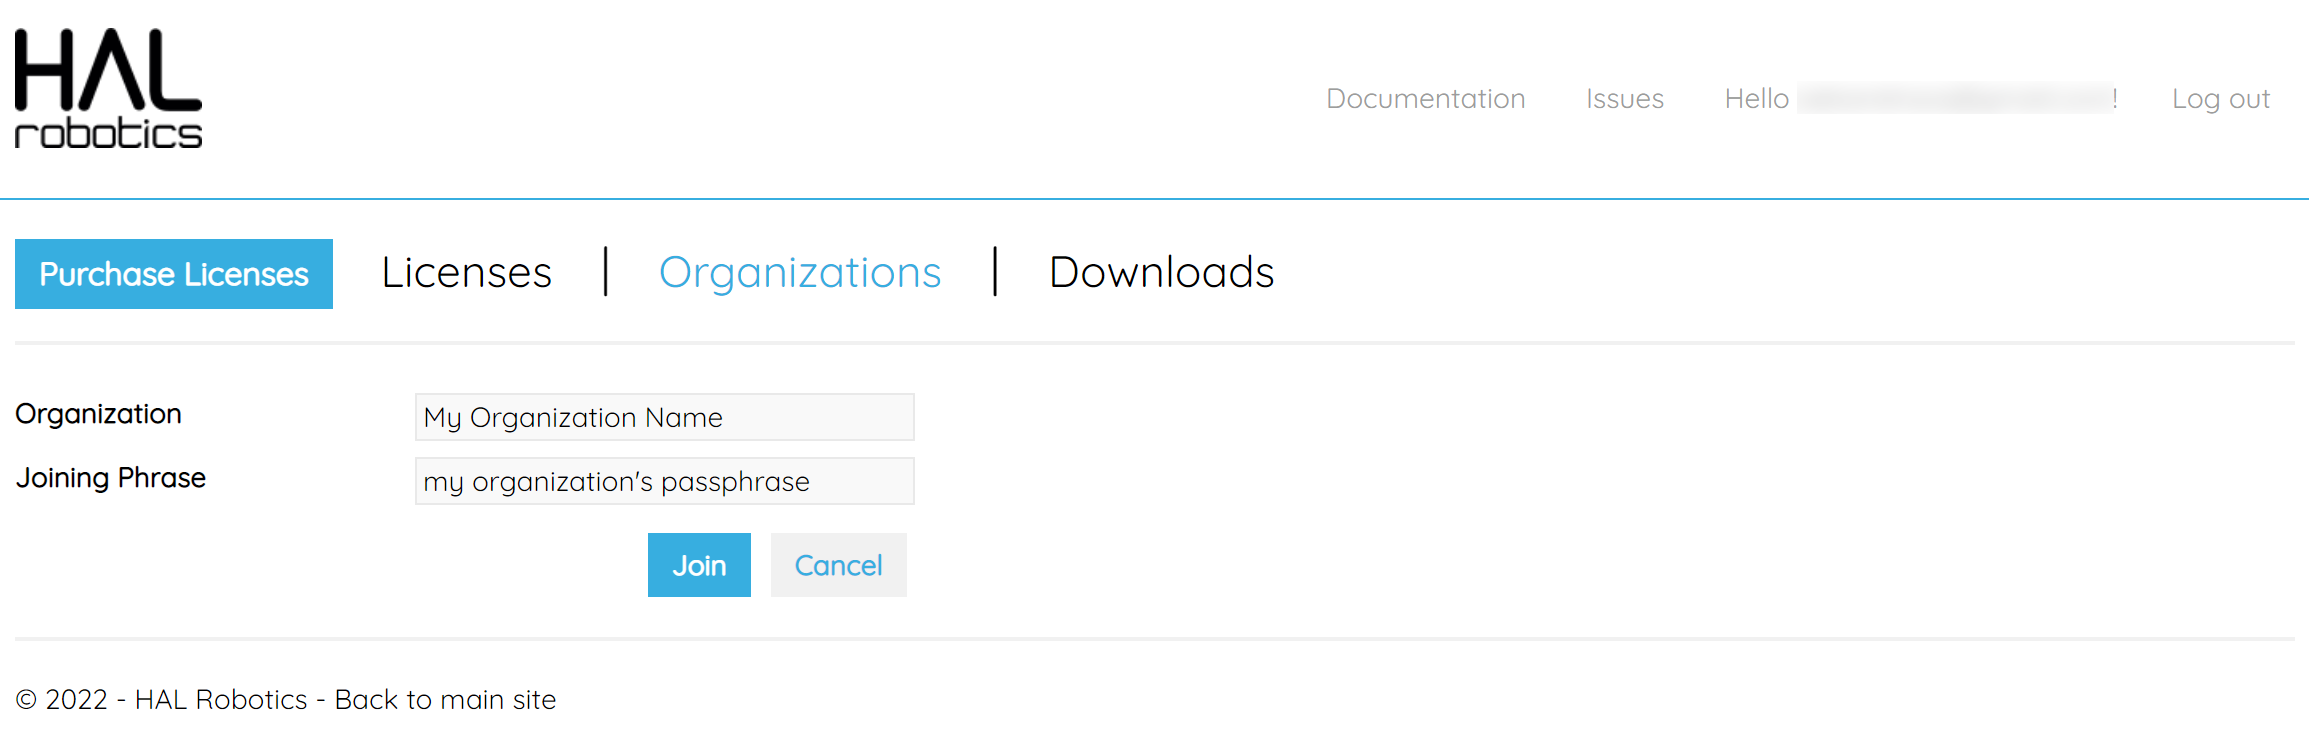 HAL
robotics
Documentation Issues Hello ! Log out
Purchase Licenses Licenses | Organizations | Downloads
Organization My Organization Name
Joining Phrase my organization's passphrase
Join Cancel
© 2022 - HAL Robotics - Back to main site